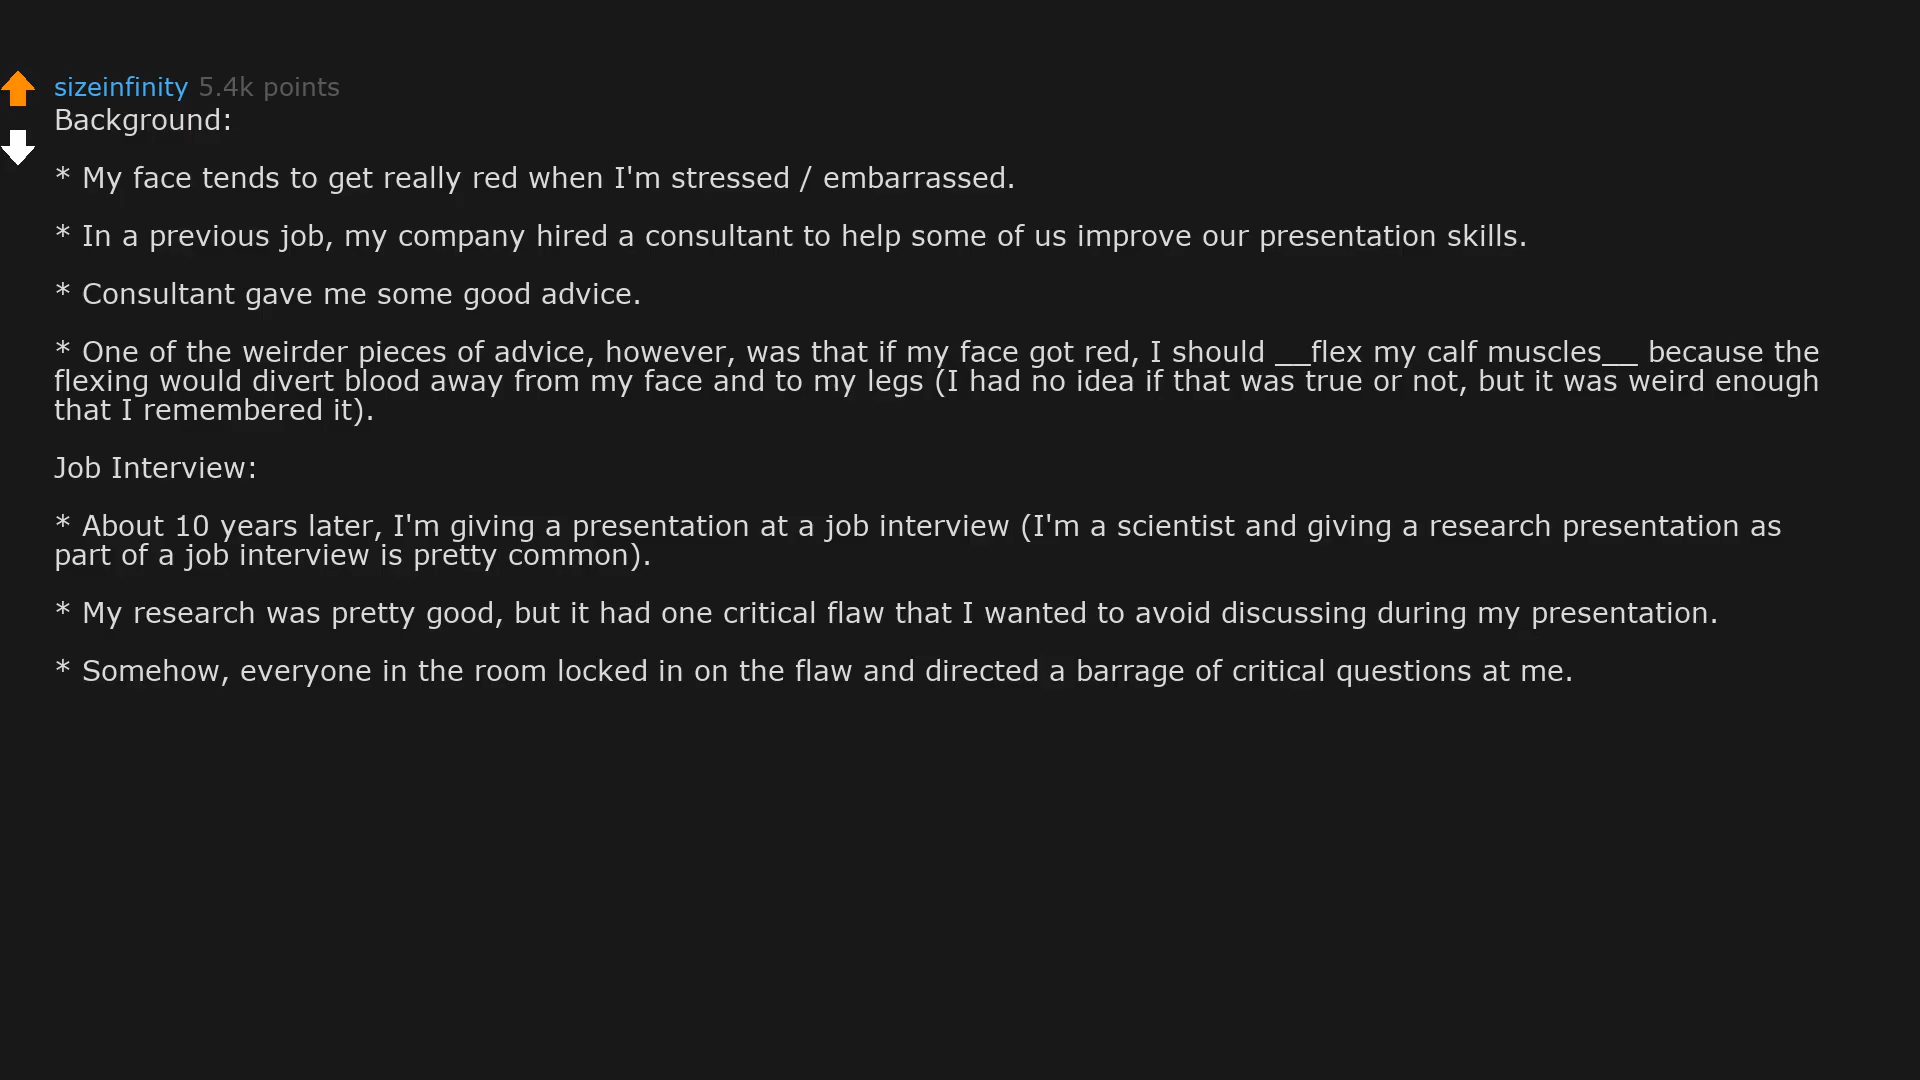 sizeinfinity 5.4k points
Background:
* My face tends to get really red when I'm stressed / embarrassed.
* In a previous job, my company hired a consultant to help some of us improve our presentation skills.
* Consultant gave me some good advice.
* One of the weirder pieces of advice, however, was that if my face got red, I should __flex my calf muscles__ because the
flexing would divert blood away from my face and to my legs (I had no idea if that was true or not, but it was weird enough
that I remembered it).
Job Interview:
* About 10 years later, I'm giving a presentation at a job interview (I'm a scientist and giving a research presentation as
part of a job interview is pretty common).
* My research was pretty good, but it had one critical flaw that I wanted to avoid discussing during my presentation.
* Somehow, everyone in the room locked in on the flaw and directed a barrage of critical questions at me.